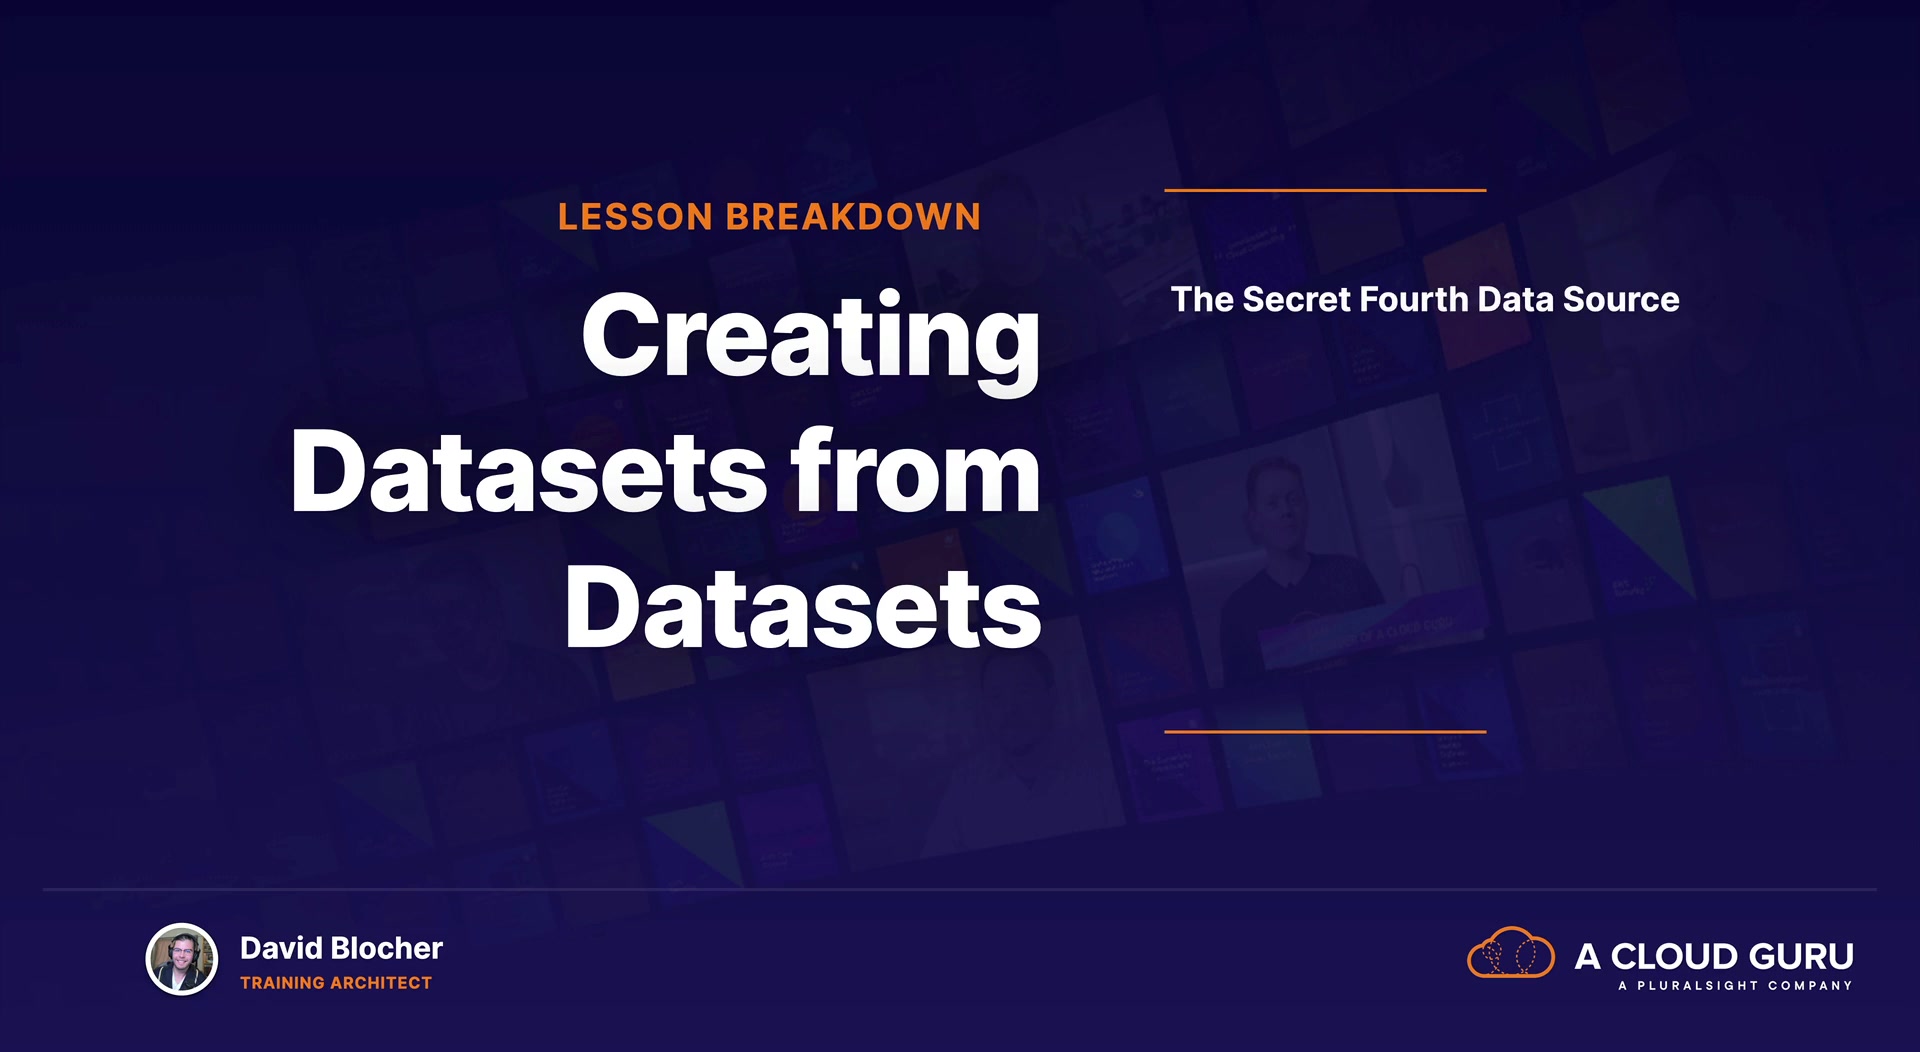 LESSON BREAKDOWN
Creating
Datasets from
Datasets
The Secret Fourth Data Source
David Blocher
TRAINING ARCHITECT
A CLOUD GURU
A PLURALSIGHT COMPANY